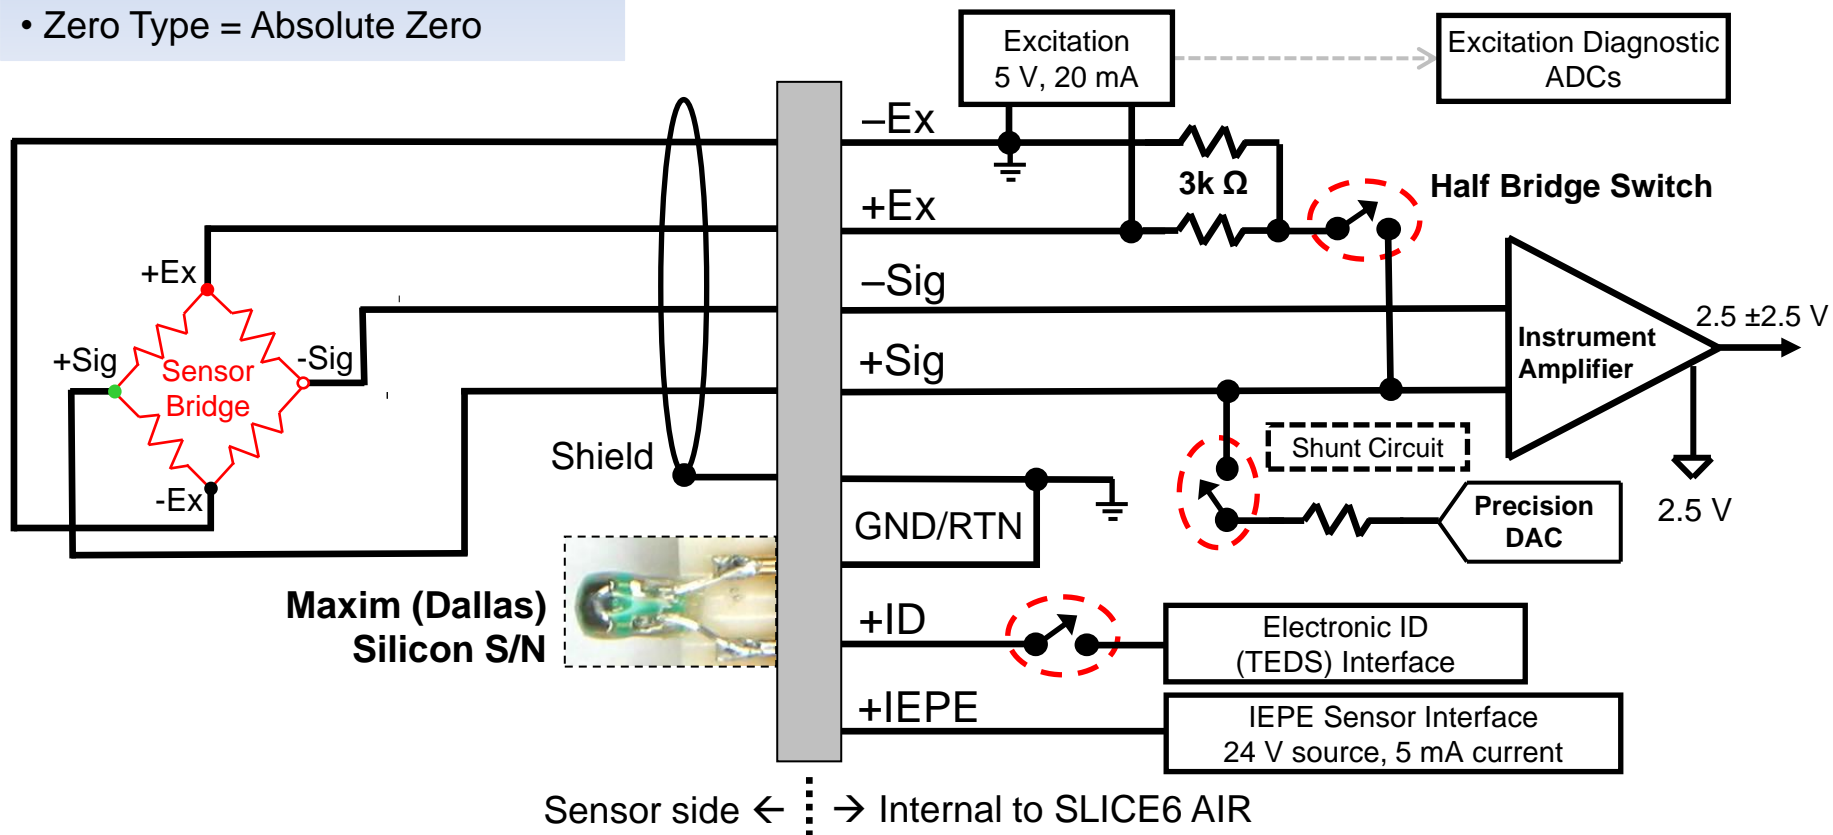 • Zero Type = Absolute Zero
Excitation
5 V, 20 mA
Excitation Diagnostic
ADCs
–Ex
3k Ω
Half Bridge Switch
+Ex
+Ex
–Sig
2.5 ±2.5 V
Instrument
Amplifier
+Sig
-Sig
+Sig
Sensor
Bridge
Shield
Shunt Circuit
-Ex
GND/RTN
Precision
DAC
2.5 V
Maxim (Dallas)
Silicon S/N
+ID
Electronic ID
(TEDS) Interface
+IEPE
IEPE Sensor Interface
24 V source, 5 mA current
Sensor side ← → Internal to SLICE6 AIR